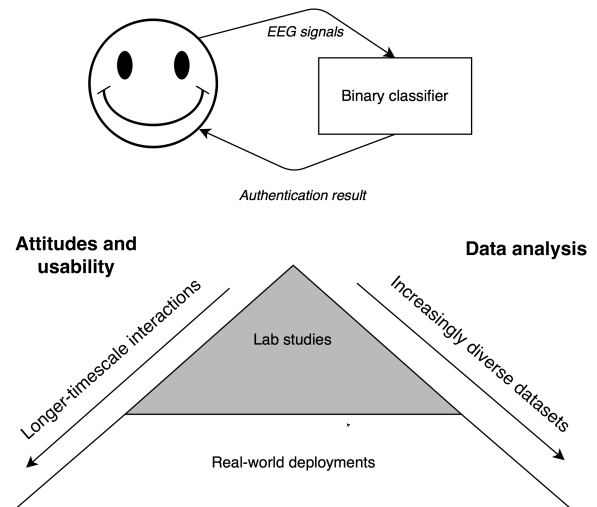 EEG signals
Binary classifier
Authentication result
Attitudes and
usability
Data analysis
Longer-timescale interactions
Increasingly diverse datasets
Lab studies
Real-world deployments